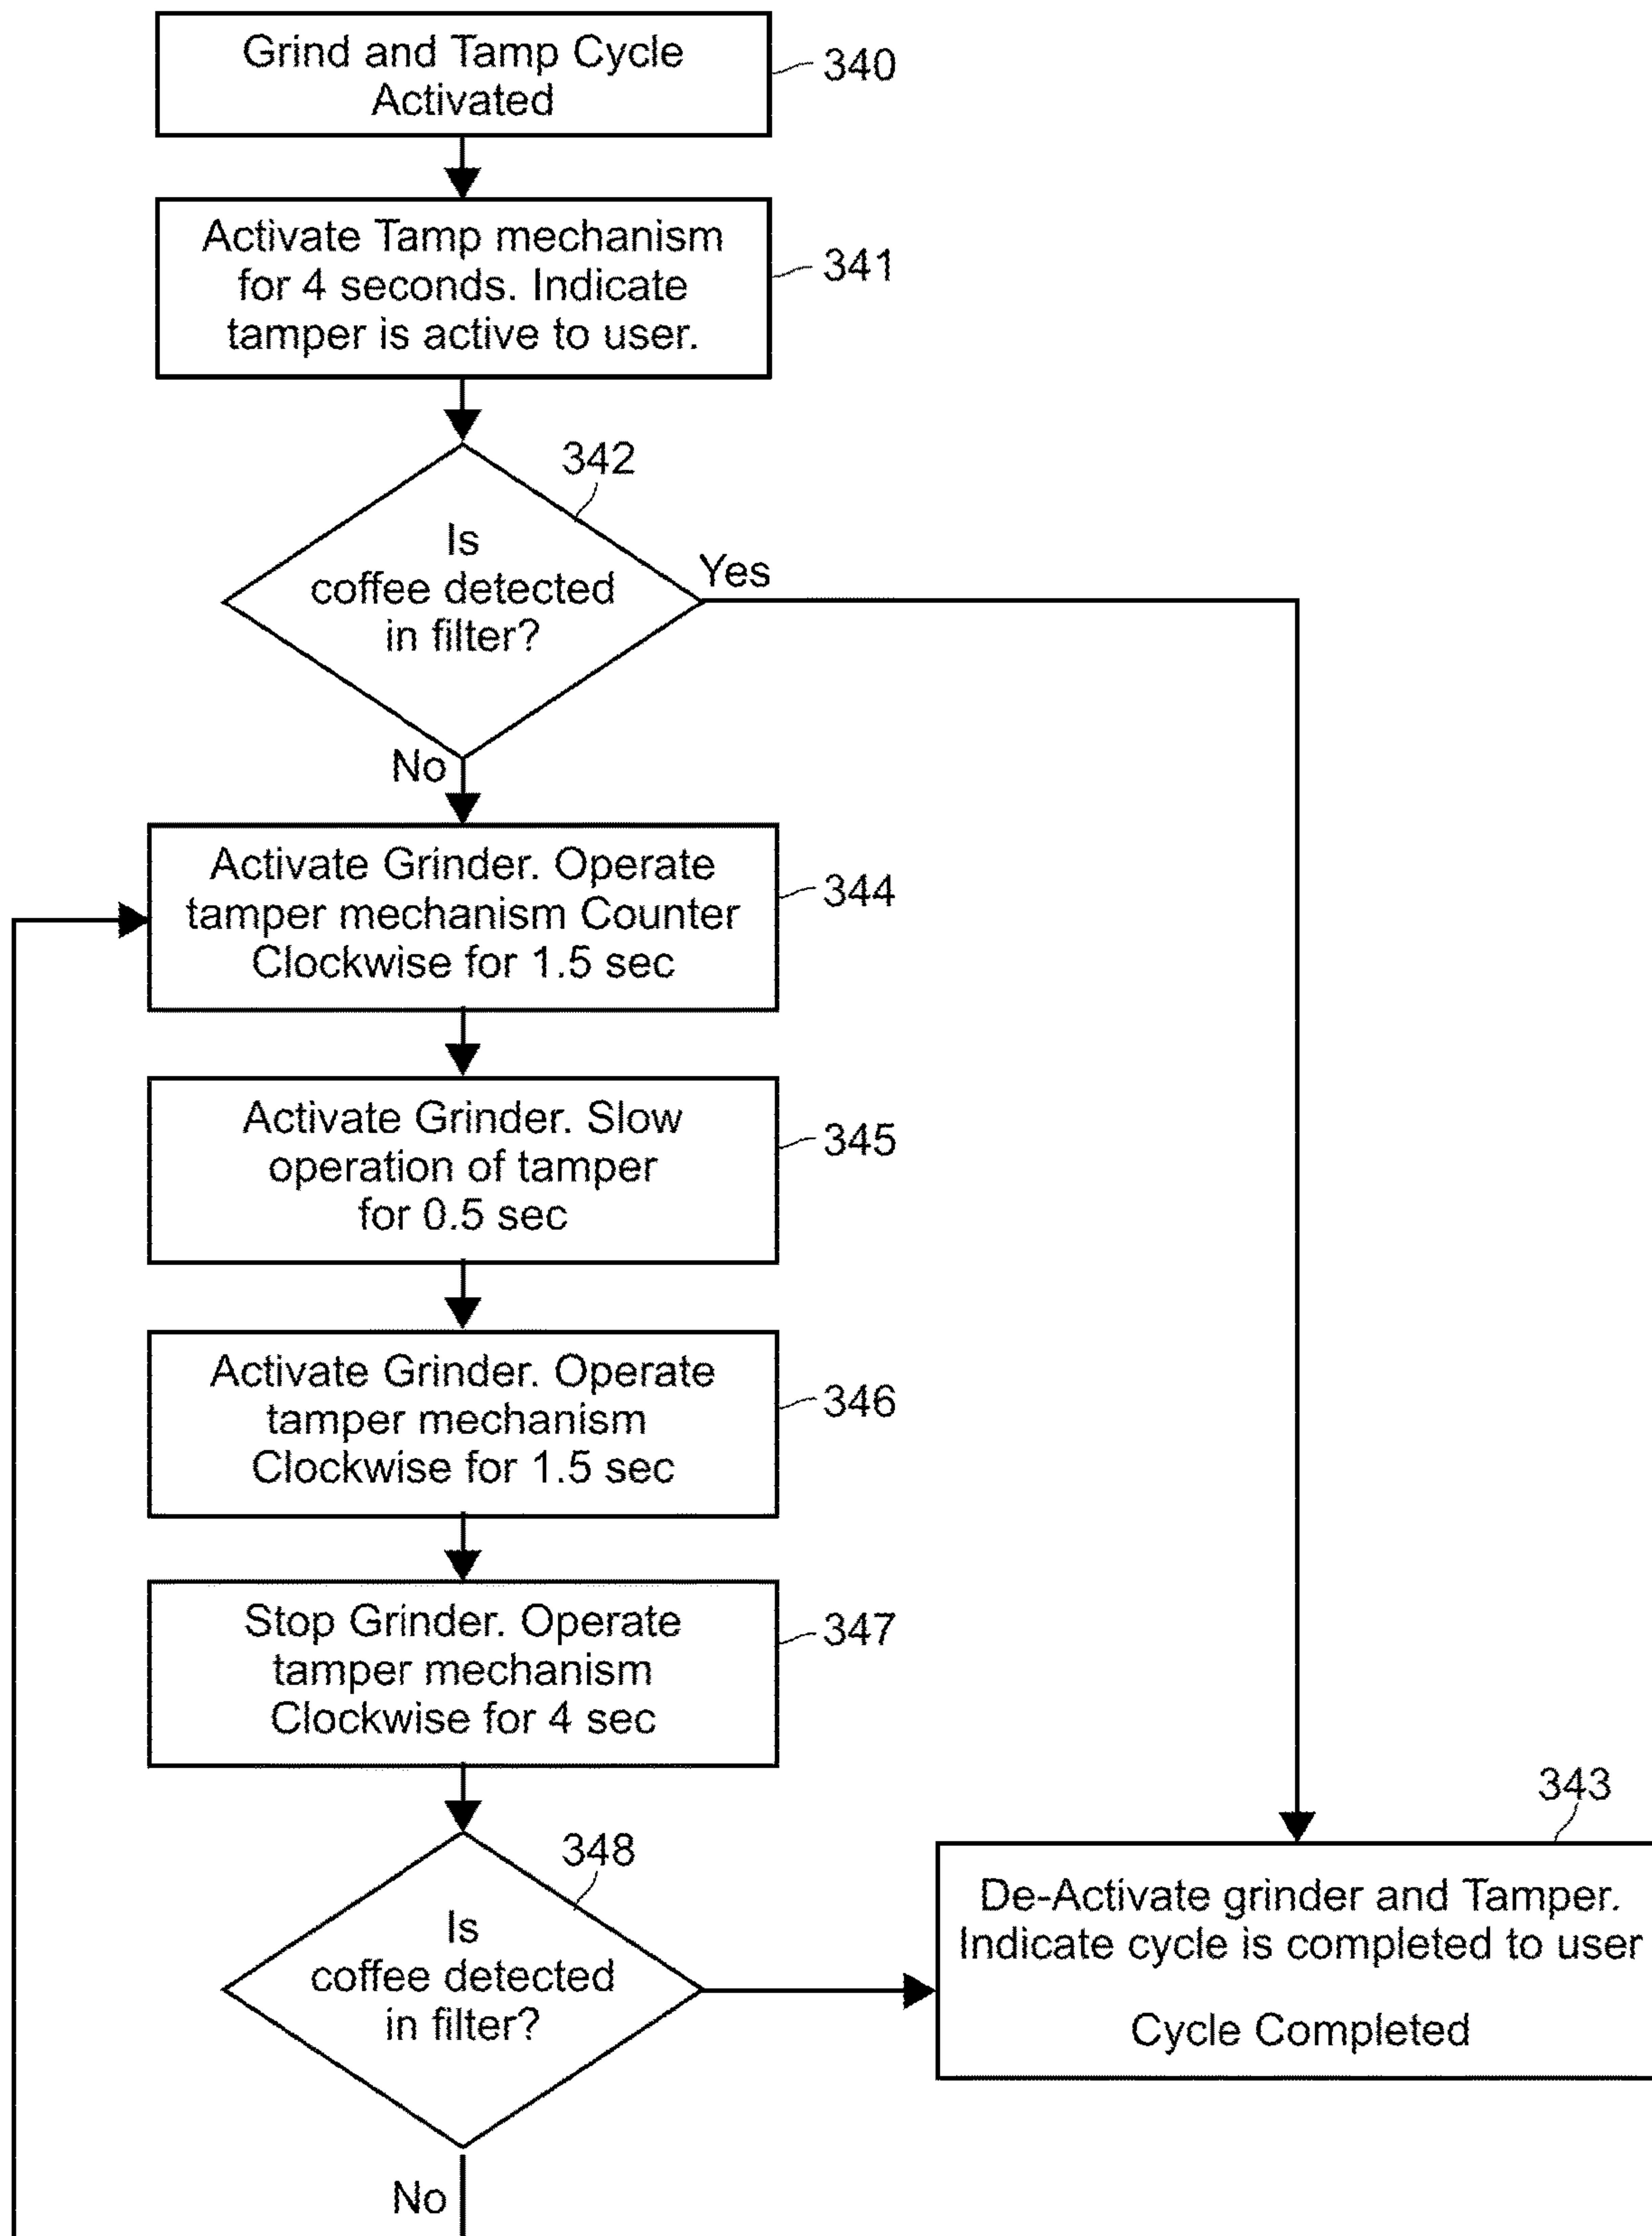 Grind and Tamp Cycle
Activated
340
Activate Tamp mechanism
for 4 seconds. Indicate
tamper is active to user.
341
342
Is
coffee detected
in filter?
Yes
No
Activate Grinder. Operate
tamper mechanism Counter
Clockwise for 1.5 sec
344
Activate Grinder. Slow
operation of tamper
for 0.5 sec
345
Activate Grinder. Operate
tamper mechanism
Clockwise for 1.5 sec
346
Stop Grinder. Operate
tamper mechanism
Clockwise for 4 sec
347
348
Is
coffee detected
in filter?
No
343
De-Activate grinder and Tamper.
Indicate cycle is completed to user
Cycle Completed